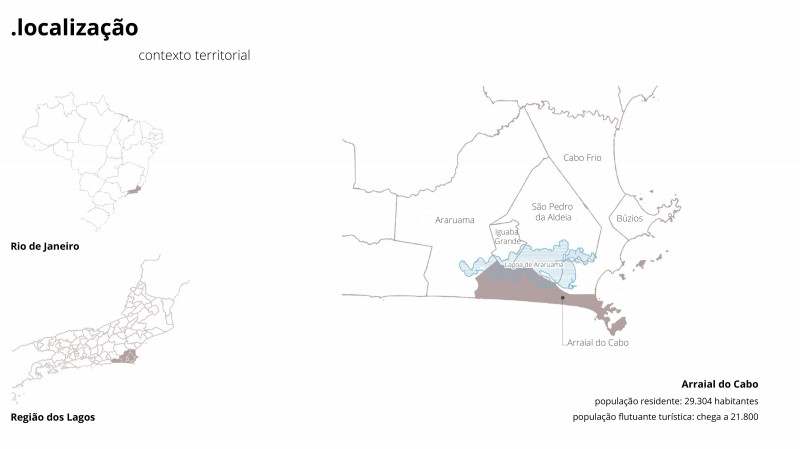 .localização
contexto territorial
Rio de Janeiro
Região dos Lagos
Cabo Frio
São Pedro
da Aldeia
Búzios
Araruama
Iguaba
Grande
Lagoa de Araruama
Arraial do Cabo
Arraial do Cabo
população residente: 29.304 habitantes
população flutuante turística: chega a 21.800